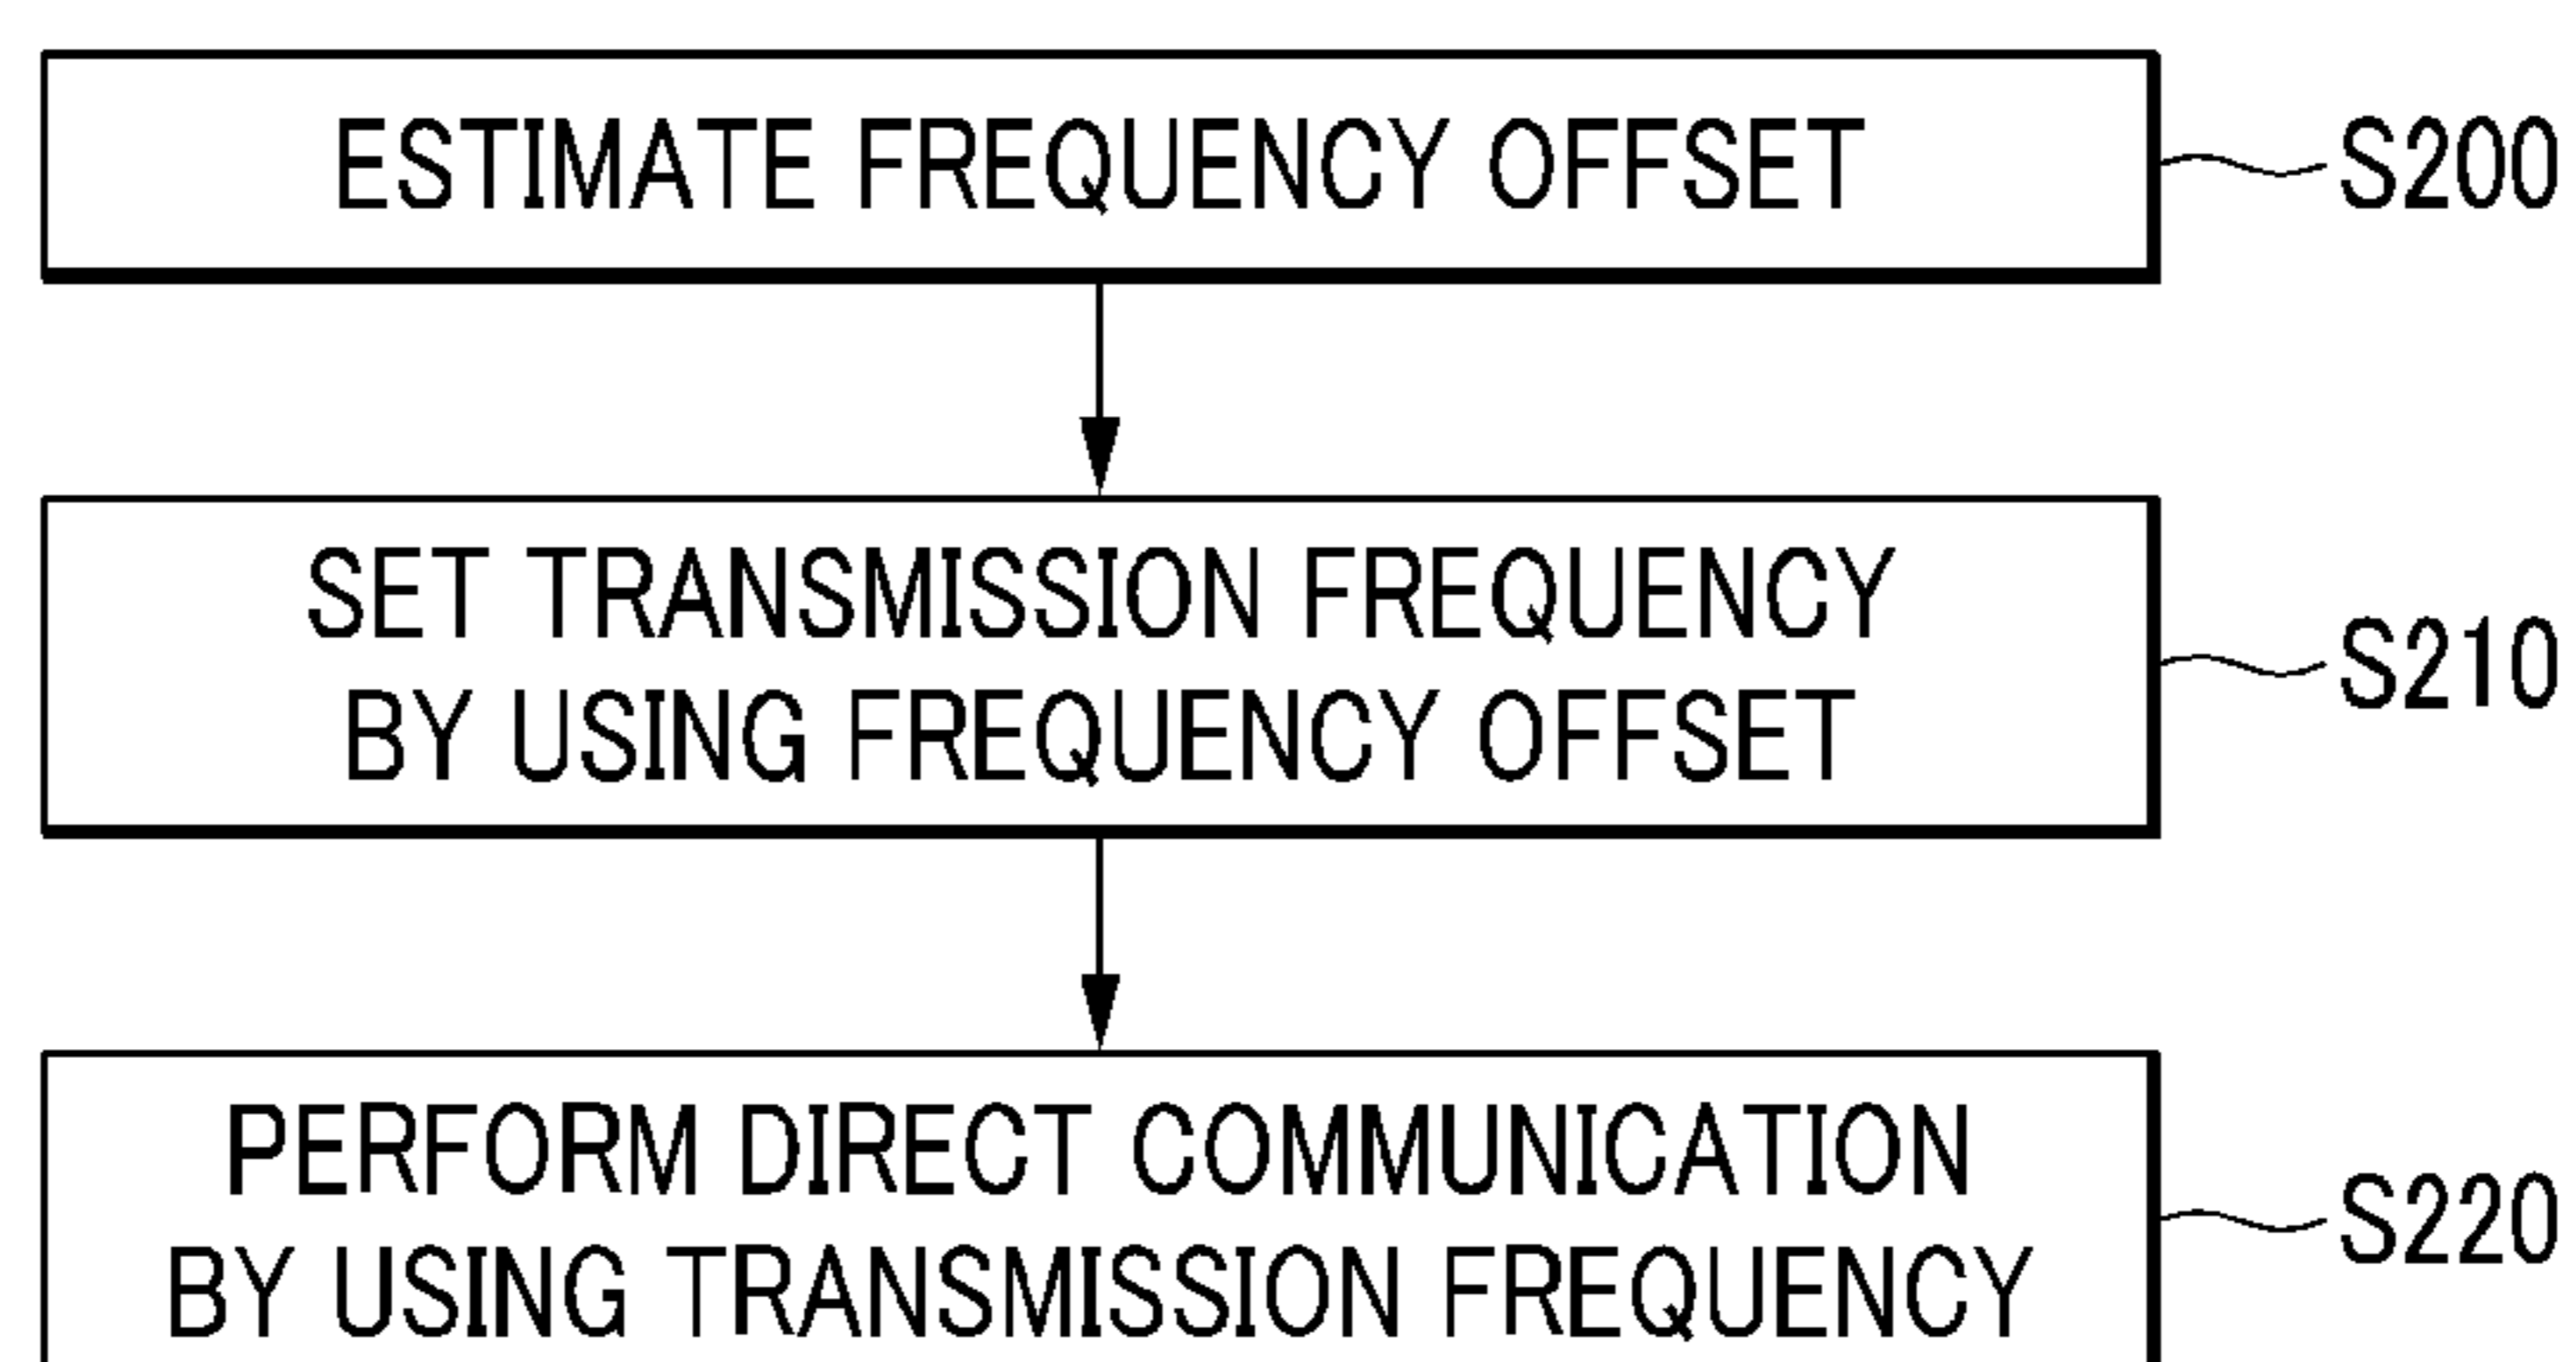 ESTIMATE FREQUENCY OFFSET
S200
SET TRANSMISSION FREQUENCY
BY USING FREQUENCY OFFSET
S210
PERFORM DIRECT COMMUNICATION
BY USING TRANSMISSION FREQUENCY
S220